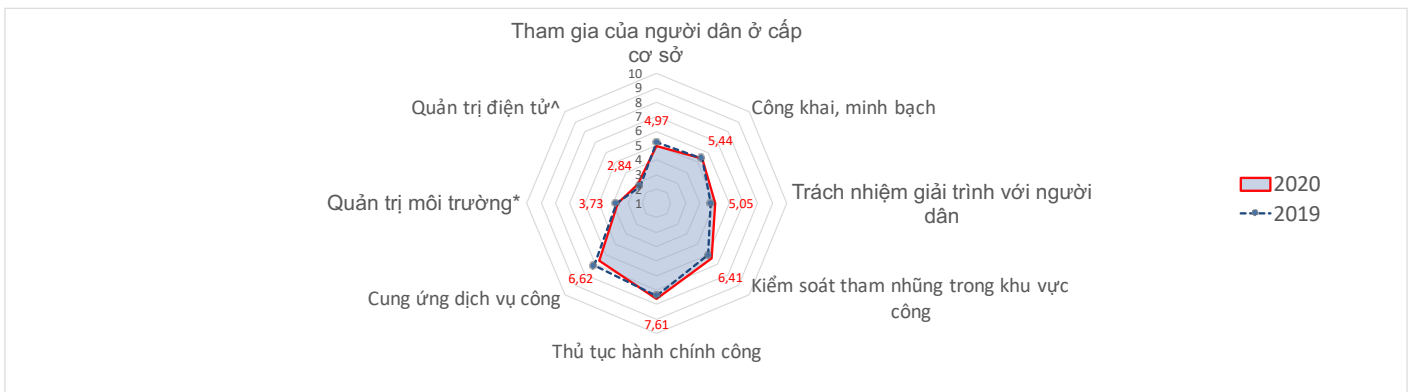 Tham gia của người dân ở cấp
cơ sở
10
9
8
7
6
5
4
3
2
1
Quản trị điện tử^
Công khai, minh bạch
4,97
5,44
2,84
Quản trị môi trường*
3,73
5,05
Trách nhiệm giải trình với người
dân
2020
2019
6,62
6,41
Cung ứng dịch vụ công
Kiểm soát tham nhũng trong khu vực
công
7,61
Thủ tục hành chính công